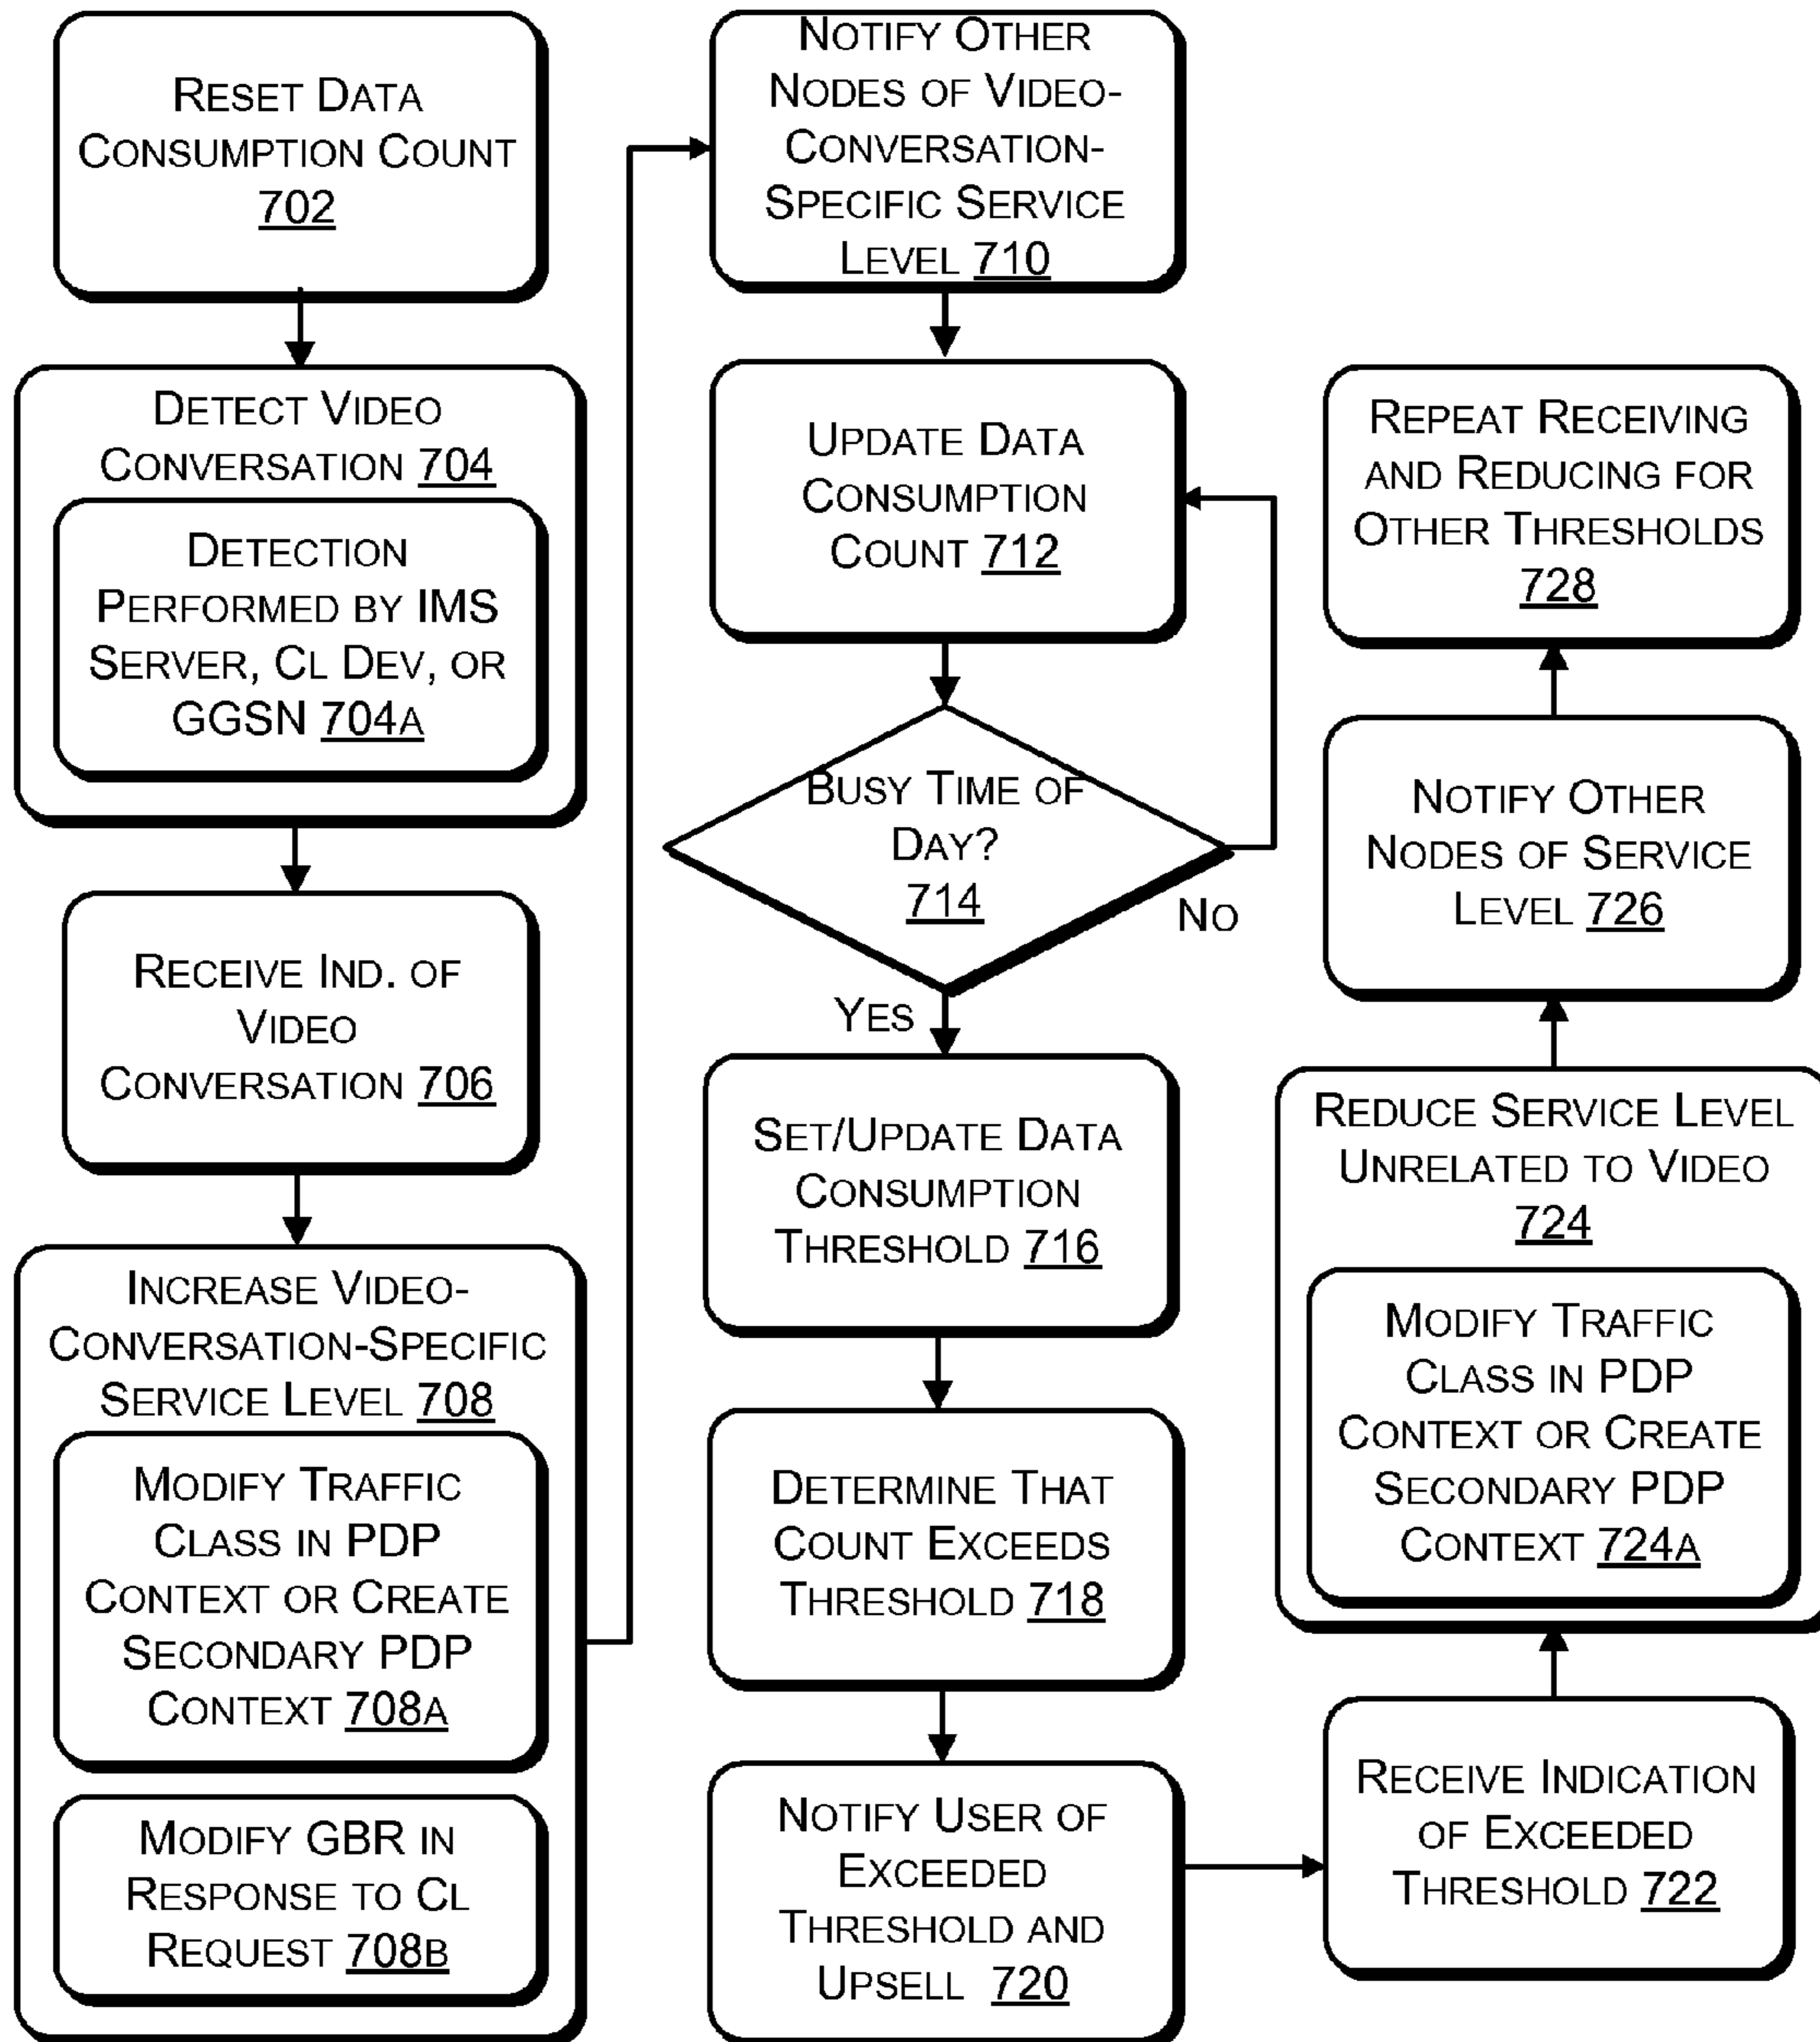 RESET DATA
CONSUMPTION COUNT
702
DETECT VIDEO
CONVERSATION 704
DETECTION
PERFORMED BY IMS
SERVER, CL DEV, OR
GGSN 704A
RECEIVE IND. OF
VIDEO
CONVERSATION 706
INCREASE VIDEO-
CONVERSATION-SPECIFIC
SERVICE LEVEL 708
MODIFY TRAFFIC
CLASS IN PDP
CONTEXT OR CREATE
SECONDARY PDP
CONTEXT 708A
MODIFY GBR IN
RESPONSE TO CL
REQUEST 708B
NOTIFY OTHER
NODES OF VIDEO-
CONVERSATION-
SPECIFIC SERVICE
LEVEL 710
UPDATE DATA
CONSUMPTION
COUNT 712
BUSY TIME OF
DAY?
714
NO
YES
SET/UPDATE DATA
CONSUMPTION
THRESHOLD 716
DETERMINE THAT
COUNT EXCEEDS
THRESHOLD 718
NOTIFY USER OF
EXCEEDED
THRESHOLD AND
UPSELL 720
RECEIVE INDICATION
OF EXCEEDED
THRESHOLD 722
REDUCE SERVICE LEVEL
UNRELATED TO VIDEO
724
MODIFY TRAFFIC
CLASS IN PDP
CONTEXT OR CREATE
SECONDARY PDP
CONTEXT 724A
NOTIFY OTHER
NODES OF SERVICE
LEVEL 726
REPEAT RECEIVING
AND REDUCING FOR
OTHER THRESHOLDS
728